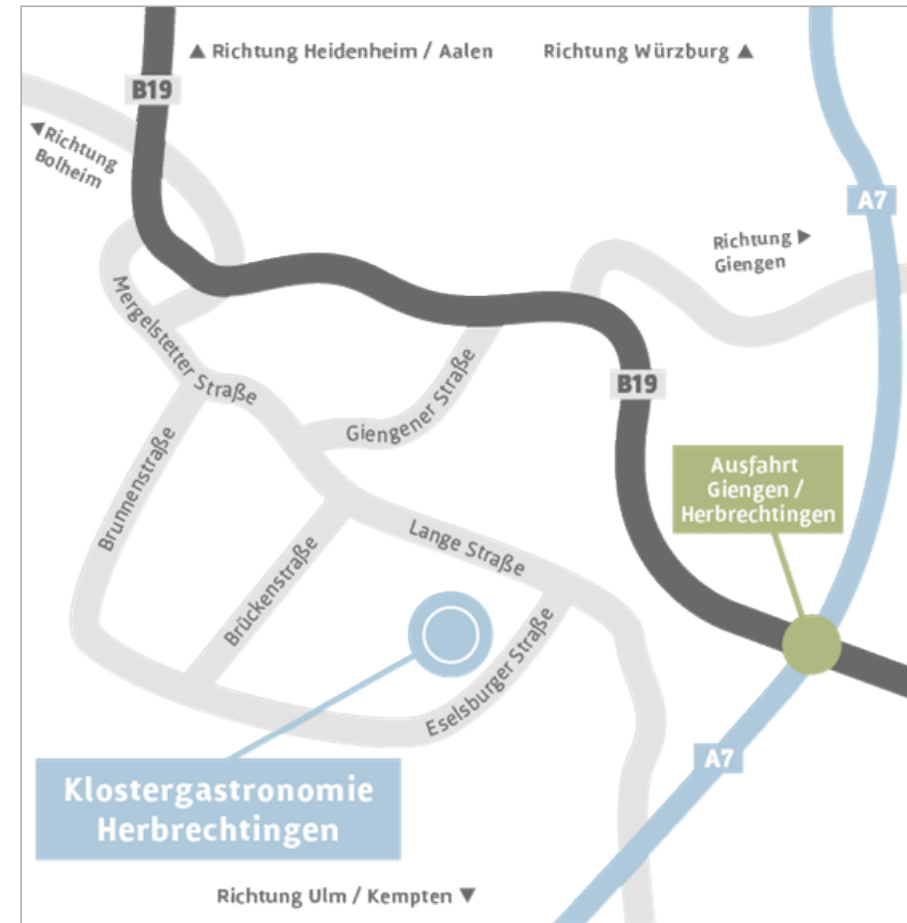 Richtung Heidenheim / Aalen
Richtung Würzburg
B19
Richtung
Bolheim
A7
Richtung
Giengen
Mergelstetter Straße
B19
Giengener Straße
Brunnenstraße
Ausfahrt
Giengen /
Herbrechtingen
Lange Straße
Brückenstraße
Eselsburger Straße
A7
Klostergastronomie
Herbrechtingen
Richtung Ulm / Kempten